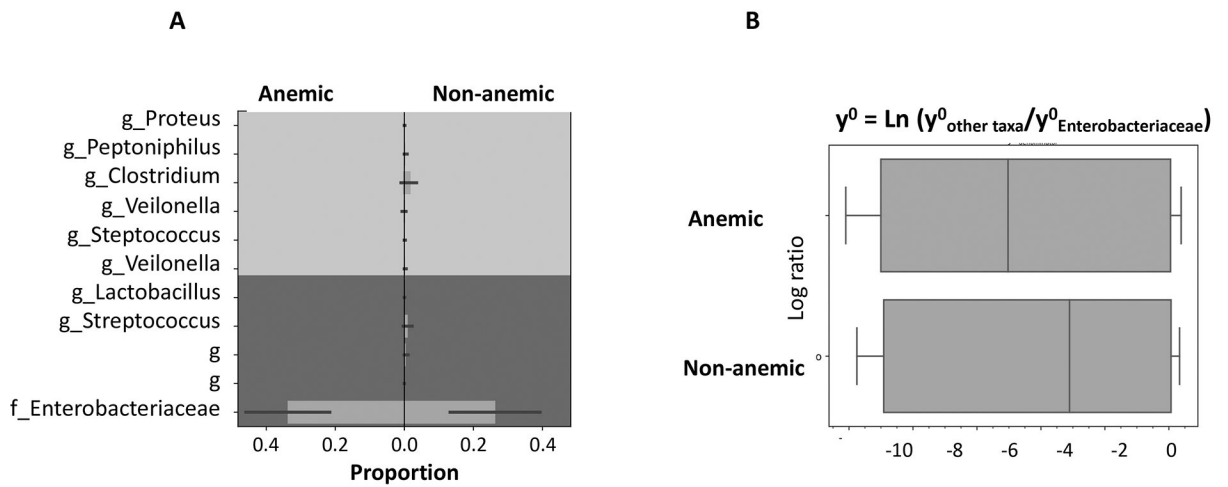 A
B
Anemic Non-anemic
g_Proteus
g_Peptoniphilus
g_Clostridium
g_Veilonella
g_Steptococcus
g_Veilonella
g_Lactobacillus
g_Streptococcus
g
g
f_Enterobacteriaceae
0.4 0.2 0.0 0.2 0.4
Proportion
y⁰ = Ln (y⁰other taxa/y⁰Enterobacteriaceae)
Anemic
Log ratio
Non-anemic
-10 -8 -6 -4 -2 0